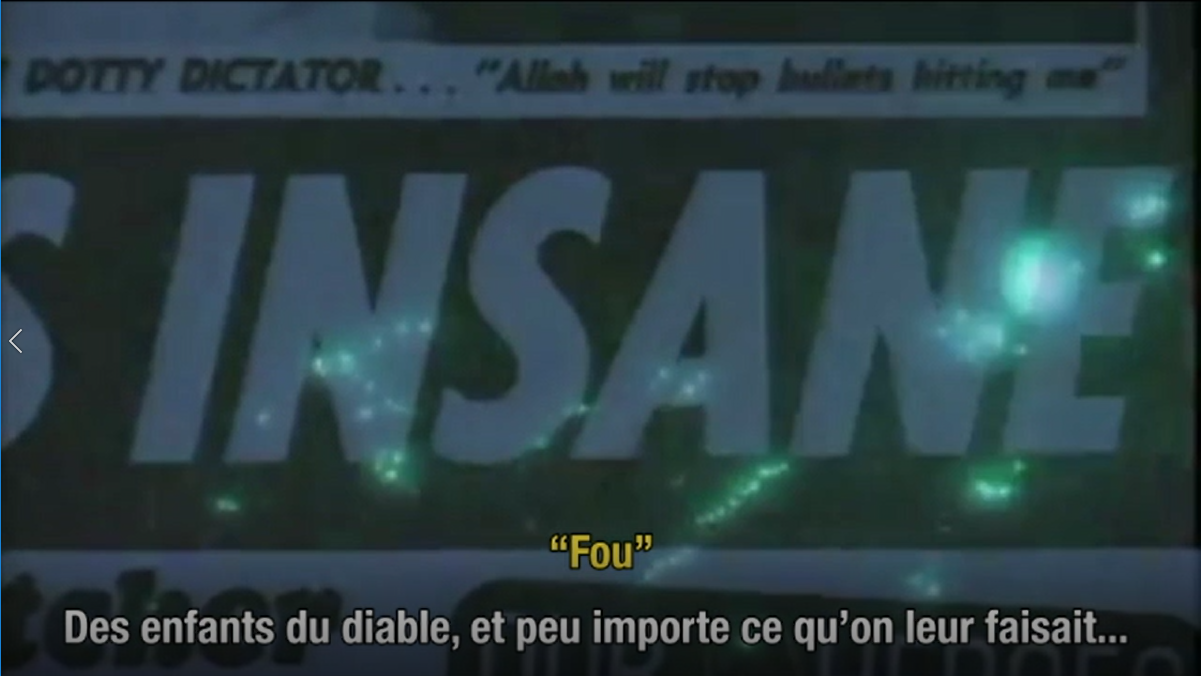 DOTTY DICTATOR... "Allah will stop bullets hitting me"
S INSANE
“Fou”
Des enfants du diable, et peu importe ce qu’on leur faisait...